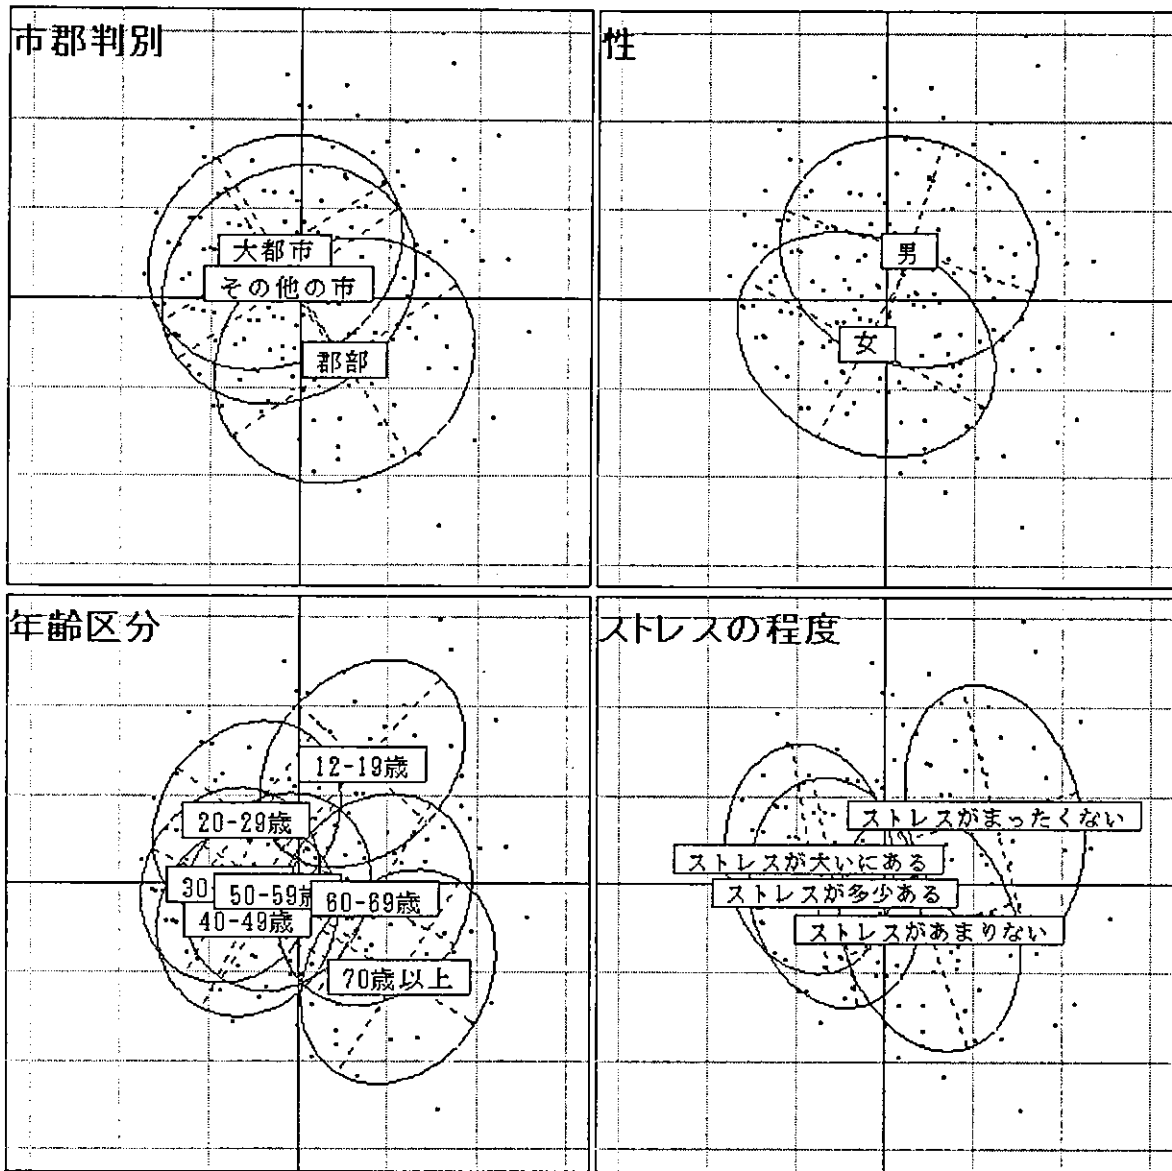 市郡判別
大都市
その他の市
郡部
性
男
女
年齢区分
12-19歳
20-29歳
30-
50-59歳
40-49歳
60-69歳
70歳以上
ストレスの程度
ストレスがまったくない
ストレスが大いにある
ストレスが多少ある
ストレスがあまりない